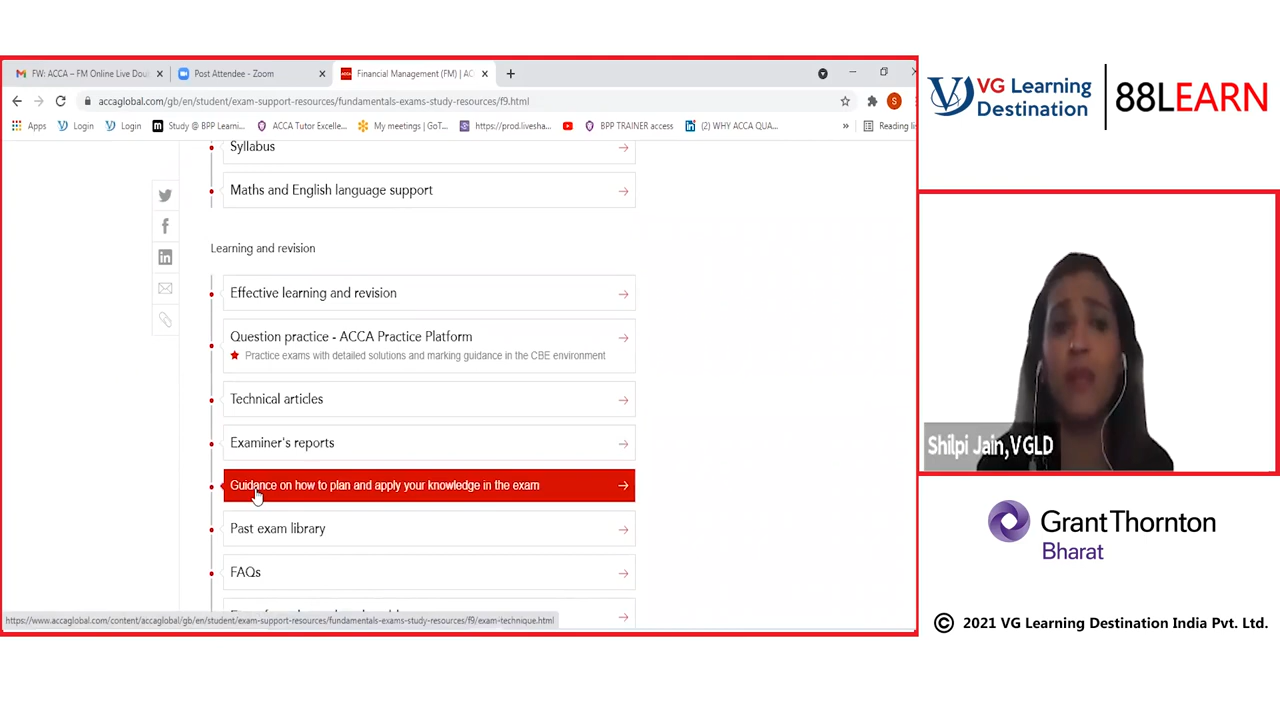 FW: ACCA – FM Online Live Dou
Post Attendee - Zoom
Financial Management (FM) | AC
accaglobal.com/gb/en/student/exam-support-resources/fundamentals-exams-study-resources/f9.html
S
Apps
Login
Login
Study @ BPP Learni...
ACCA Tutor Excelle...
My meetings | GoT...
https://prod.livesha...
BPP TRAINER access
(2) WHY ACCA QUA...
»
Reading lis
Syllabus
Maths and English language support
Learning and revision
Effective learning and revision
Question practice - ACCA Practice Platform
Practice exams with detailed solutions and marking guidance in the CBE environment
Technical articles
Examiner's reports
Guidance on how to plan and apply your knowledge in the exam
Past exam library
FAQs
https://www.accaglobal.com/content/accaglobal/gb/en/student/exam-support-resources/fundamentals-exams-study-resources/f9/exam-technique.html
VG Learning
Destination
88LEARN
Shilpi Jain,VGLD
Grant Thornton
Bharat
© 2021 VG Learning Destination India Pvt. Ltd.